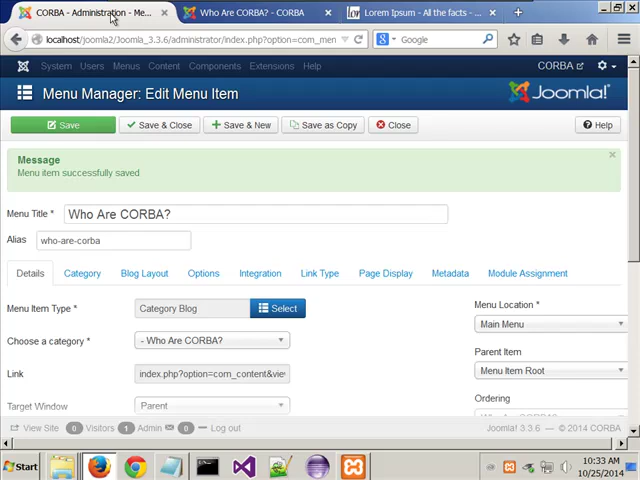 CORBA - Administration - Me...
Who Are CORBA? - CORBA
Lorem Ipsum - All the facts - ...
localhost/joomla2/Joomla_3.3.6/administrator/index.php?option=com_men
Google
System Users Menus Content Components Extensions Help
CORBA
Menu Manager: Edit Menu Item
Joomla!
Save
Save & Close
Save & New
Save as Copy
Close
Help
Message
Menu item successfully saved
Menu Title *
Who Are CORBA?
Alias
who-are-corba
Details Category Blog Layout Options Integration Link Type Page Display Metadata Module Assignment
Menu Item Type *
Category Blog
Select
Menu Location *
Main Menu
Choose a category *
- Who Are CORBA?
Parent Item
Menu Item Root
Link
index.php?option=com_content&view
Ordering
Target Window
Parent
View Site 0 Visitors 1 Admin 0 Log out
Joomla! 3.3.6 — © 2014 CORBA
Start
10:33 AM
10/25/2014